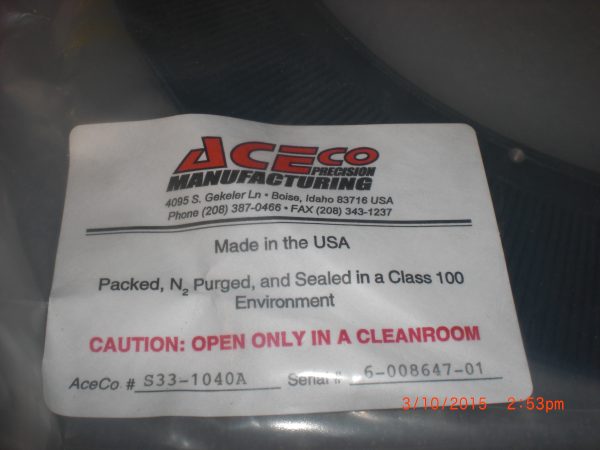 ACECO
PRECISION
MANUFACTURING
4095 S. Gekeler Ln • Boise, Idaho 83716 USA
Phone (208) 387-0466 • FAX (208) 343-1237
Made in the USA
Packed, N₂ Purged, and Sealed in a Class 100
Environment
CAUTION: OPEN ONLY IN A CLEANROOM
AceCo # S33-1040A Serial # 6-008647-01
3/10/2015 2:53pm